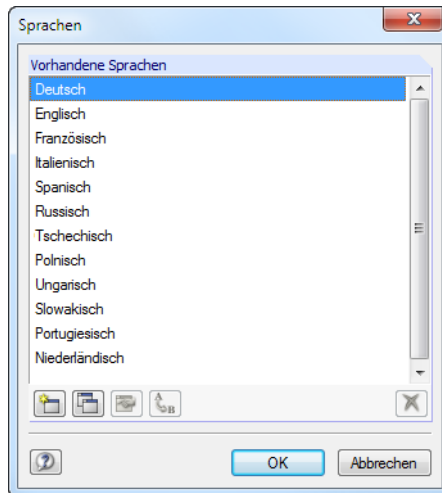 Sprachen
Vorhandene Sprachen
Deutsch
Englisch
Französisch
Italienisch
Spanisch
Russisch
Tschechisch
Polnisch
Ungarisch
Slowakisch
Portugiesisch
Niederländisch
A
B
OK
Abbrechen